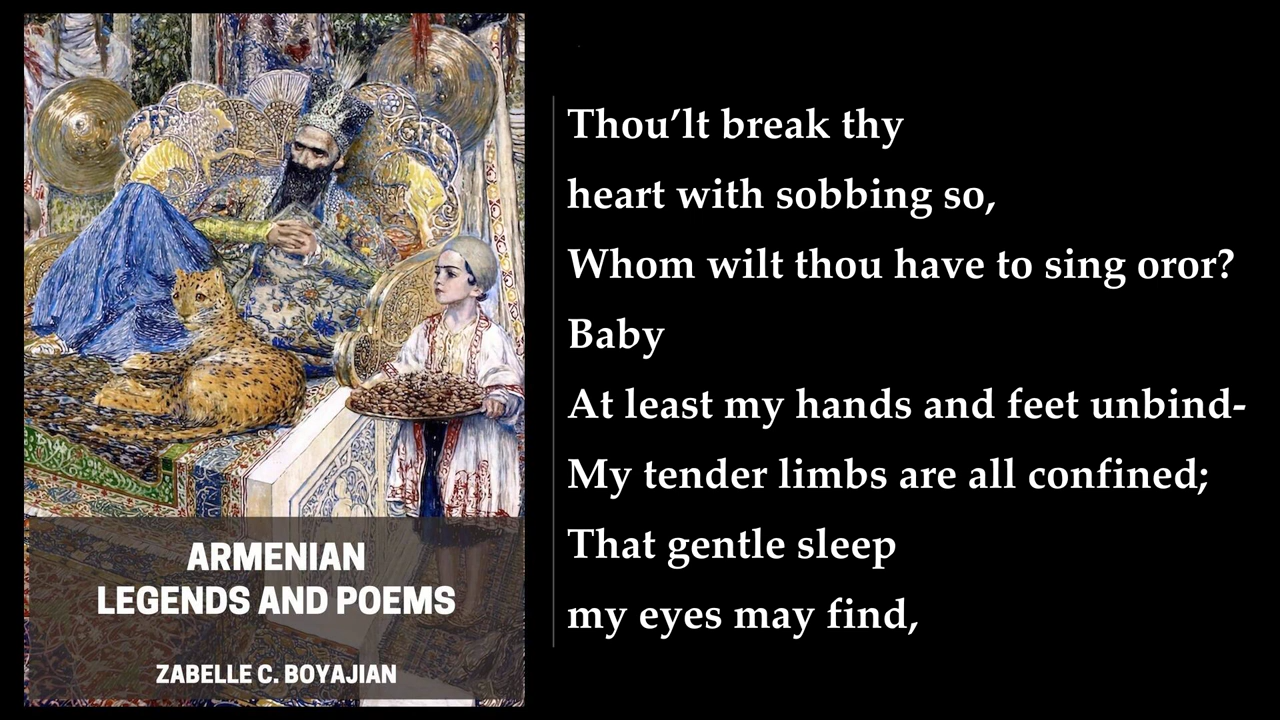 ARMENIAN
LEGENDS AND POEMS
ZABELLE C. BOYAJIAN
Thou’lt break thy
heart with sobbing so,
Whom wilt thou have to sing oror?
Baby
At least my hands and feet unbind-
My tender limbs are all confined;
That gentle sleep
my eyes may find,